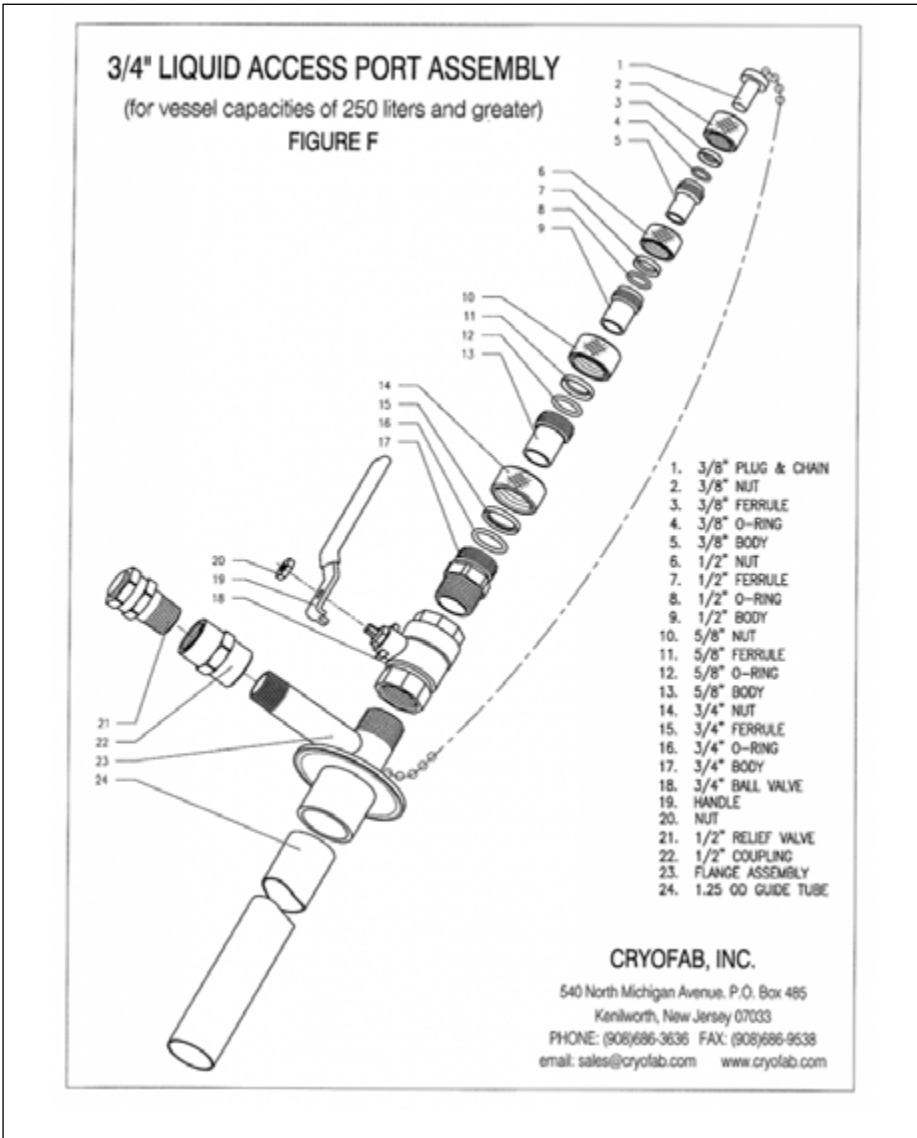 3/4" LIQUID ACCESS PORT ASSEMBLY
(for vessel capacities of 250 liters and greater)
FIGURE F
1
2
3
4
5
6
7
8
9
10
11
12
13
14
15
16
17
20
19
18
21
22
23
24
1. 3/8" PLUG & CHAIN
2. 3/8" NUT
3. 3/8" FERRULE
4. 3/8" O-RING
5. 3/8" BODY
6. 1/2" NUT
7. 1/2" FERRULE
8. 1/2" O-RING
9. 1/2" BODY
10. 5/8" NUT
11. 5/8" FERRULE
12. 5/8" O-RING
13. 5/8" BODY
14. 3/4" NUT
15. 3/4" FERRULE
16. 3/4" O-RING
17. 3/4" BODY
18. 3/4" BALL VALVE
19. HANDLE
20. NUT
21. 1/2" RELIEF VALVE
22. 1/2" COUPLING
23. FLANGE ASSEMBLY
24. 1.25 OD GUIDE TUBE
CRYOFAB, INC.
540 North Michigan Avenue, P.O. Box 485
Kenilworth, New Jersey 07033
PHONE: (908)686-3636 FAX: (908)686-9538
email: sales@cryofab.com www.cryofab.com